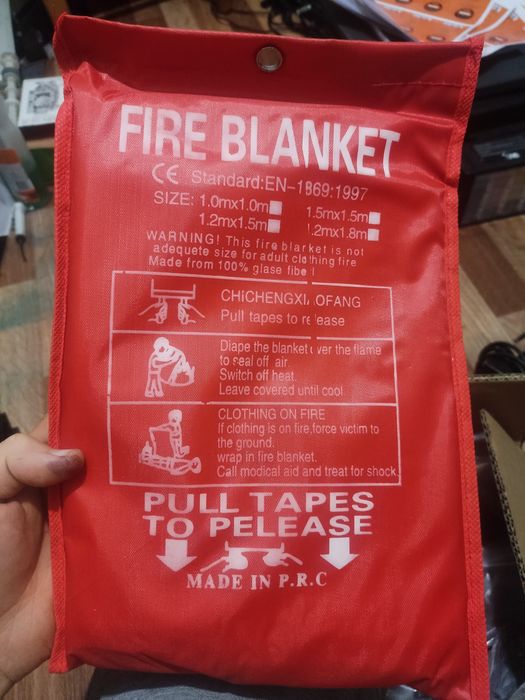 FIRE BLANKET
CE Standard:EN-1869:1997
SIZE: 1.0mx1.0m 1.5mx1.5m
1.2mx1.5m 1.2mx1.8m
WARNING! This fire blanket is not
adequete size for adult clothing fire
Made from 100% glase fibe
CHiCHENGXI OFANG
Pull tapes to release
Dlape the blanket over the flame
to seal off air.
Switch off heat.
Leave covered until cool
CLOTHING ON FIRE
If clothing is on fire,force victim to
the ground.
wrap in fire blanket.
Call modical aid and treat for shock.
PULL TAPES
TO PELEASE
MADE IN P.R.C